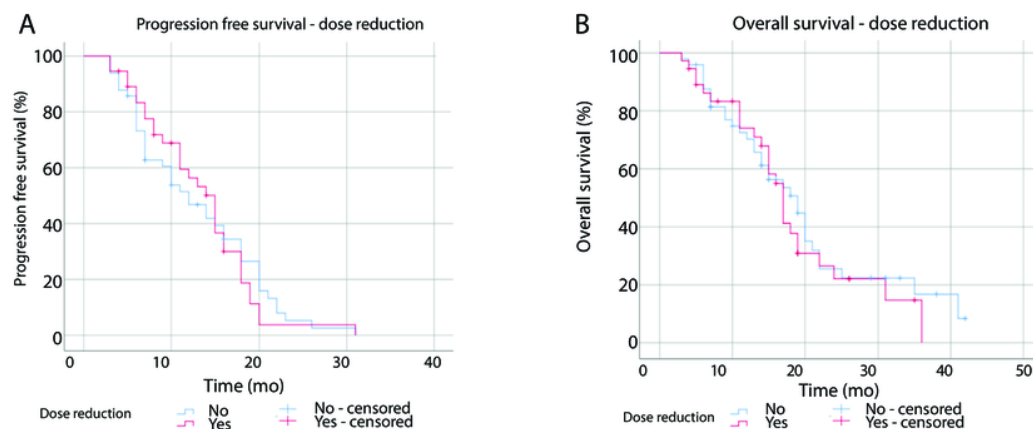 A
Progression free survival - dose reduction
Progression free survival (%)
100
80
60
40
20
0
0 10 20 30 40
Time (mo)
Dose reduction
No
Yes
No - censored
Yes - censored
B
Overall survival - dose reduction
Overall survival (%)
100
80
60
40
20
0
0 10 20 30 40 50
Time (mo)
Dose reduction
No
Yes
No - censored
Yes - censored